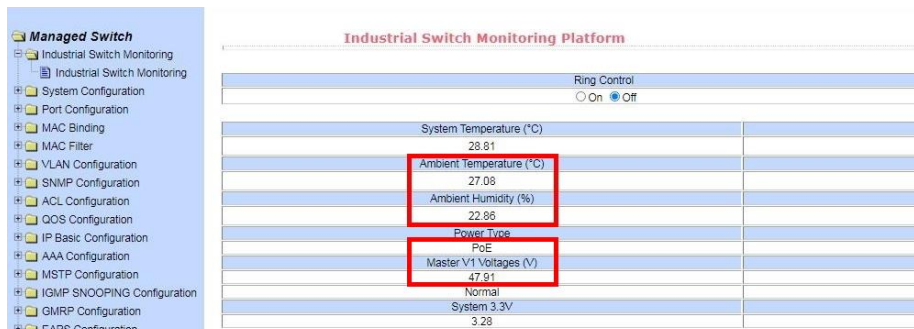 Managed Switch
Industrial Switch Monitoring
Industrial Switch Monitoring
System Configuration
Port Configuration
MAC Binding
MAC Filter
VLAN Configuration
SNMP Configuration
ACL Configuration
QOS Configuration
IP Basic Configuration
AAA Configuration
MSTP Configuration
IGMP SNOOPING Configuration
GMRP Configuration
EAPS Configuration
Industrial Switch Monitoring Platform
Ring Control
On Off
System Temperature (°C)
28.81
Ambient Temperature (°C)
27.08
Ambient Humidity (%)
22.86
Power Type
PoE
Master V1 Voltages (V)
47.91
Normal
System 3.3V
3.28